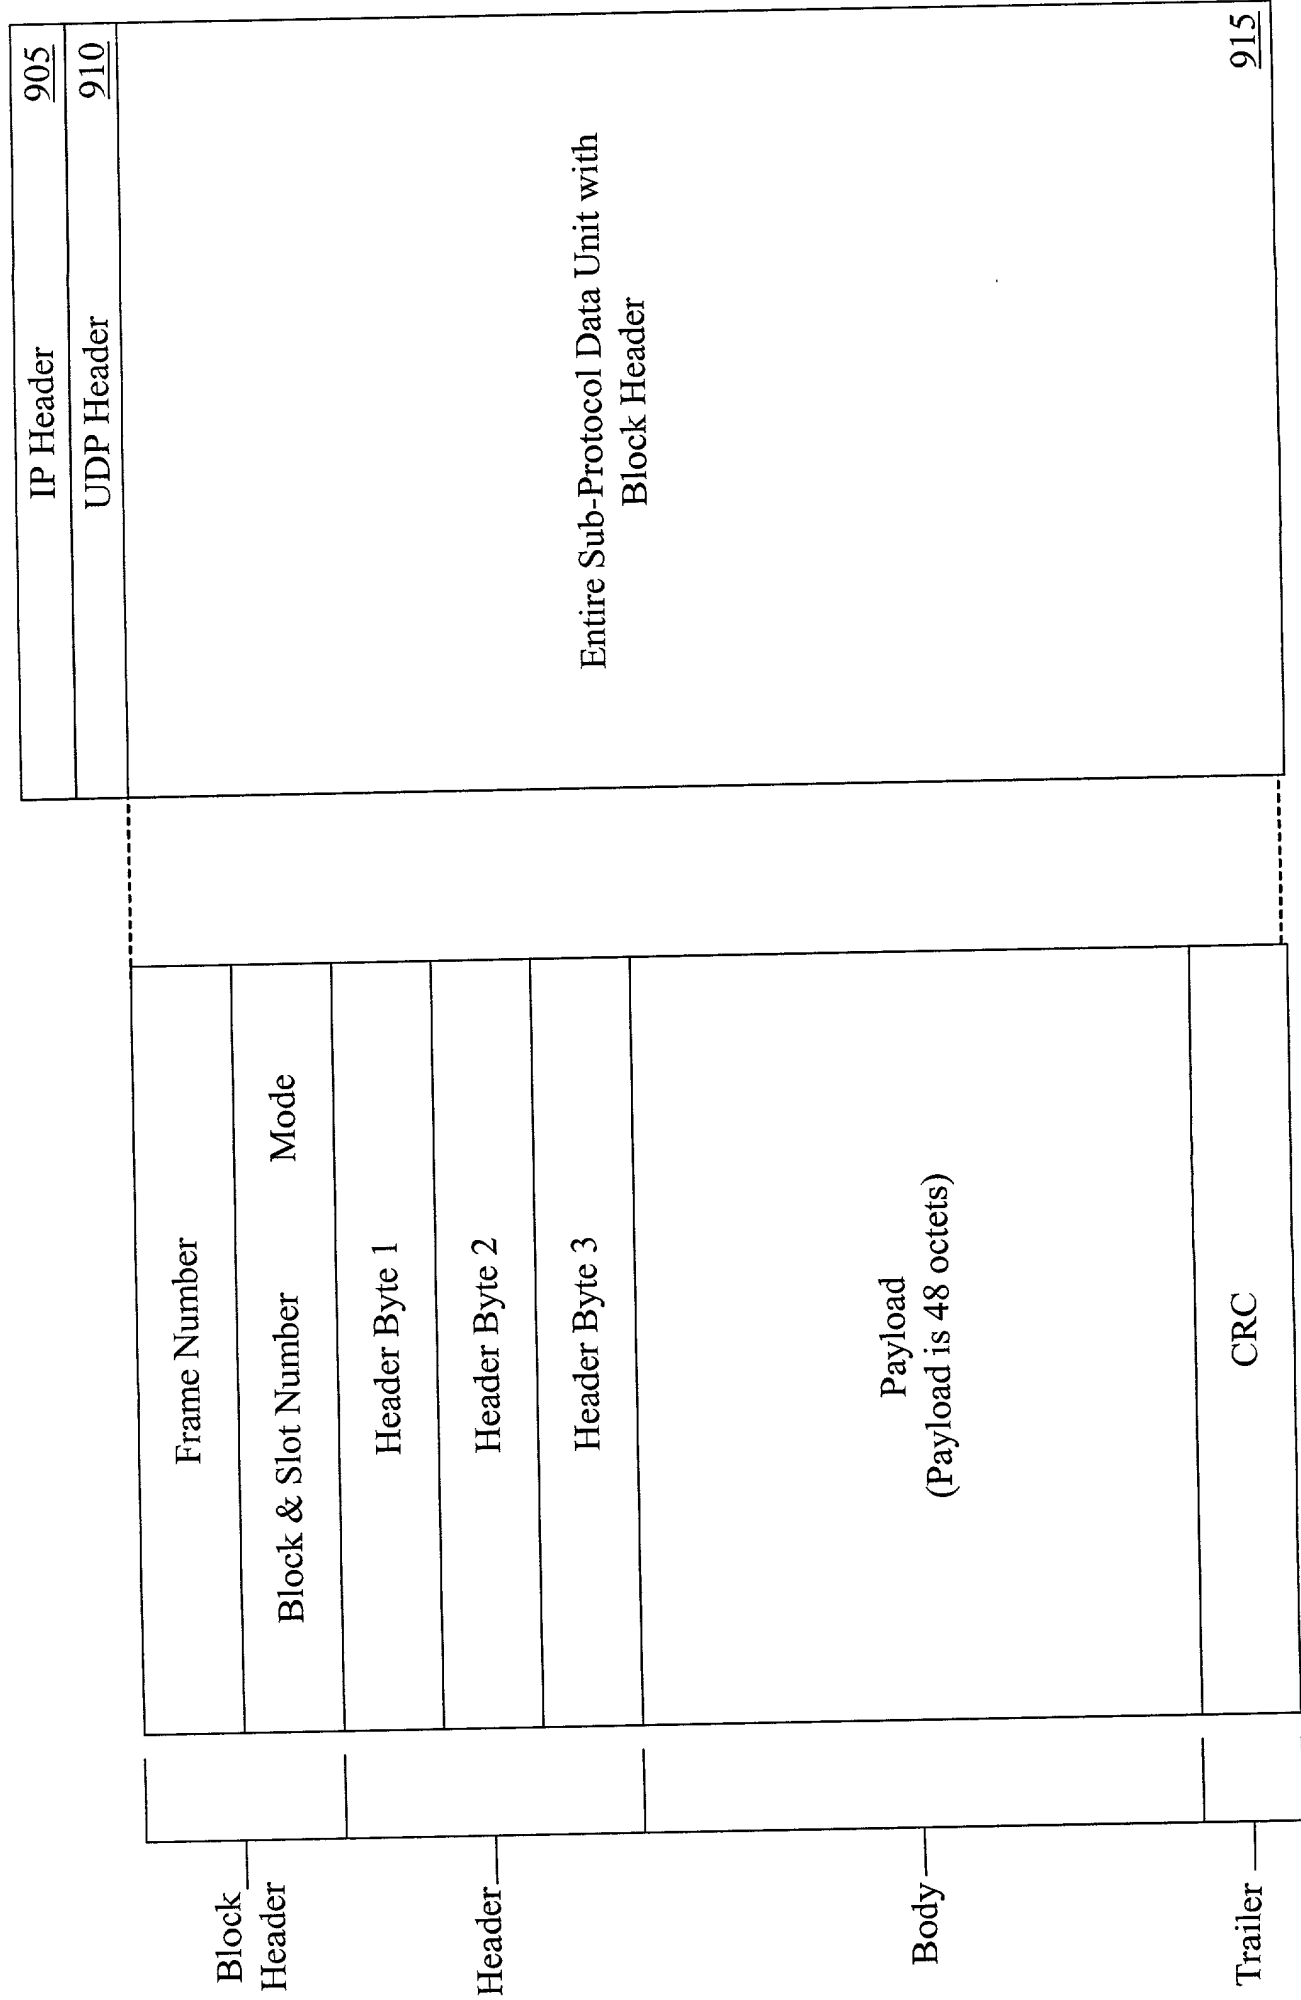 Block
Header
Header
Body
Trailer
Frame Number
Block & Slot Number Mode
Header Byte 1
Header Byte 2
Header Byte 3
Payload
(Payload is 48 octets)
CRC
IP Header 905
UDP Header 910
Entire Sub-Protocol Data Unit with
Block Header
915